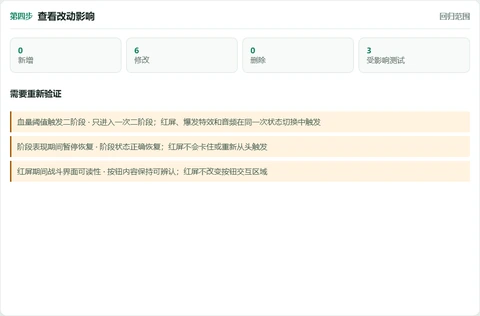 第四步 查看改动影响 回归范围
0 6 0 3
新增 修改 删除 受影响测试
需要重新验证
血量阈值触发二阶段 · 只进入一次二阶段；红屏、爆发特效和音频在同一次状态切换中触发
阶段表现期间暂停恢复 · 阶段状态正确恢复；红屏不会卡住或重新从头触发
红屏期间战斗界面可读性 · 按钮内容保持可辨认；红屏不改变按钮交互区域